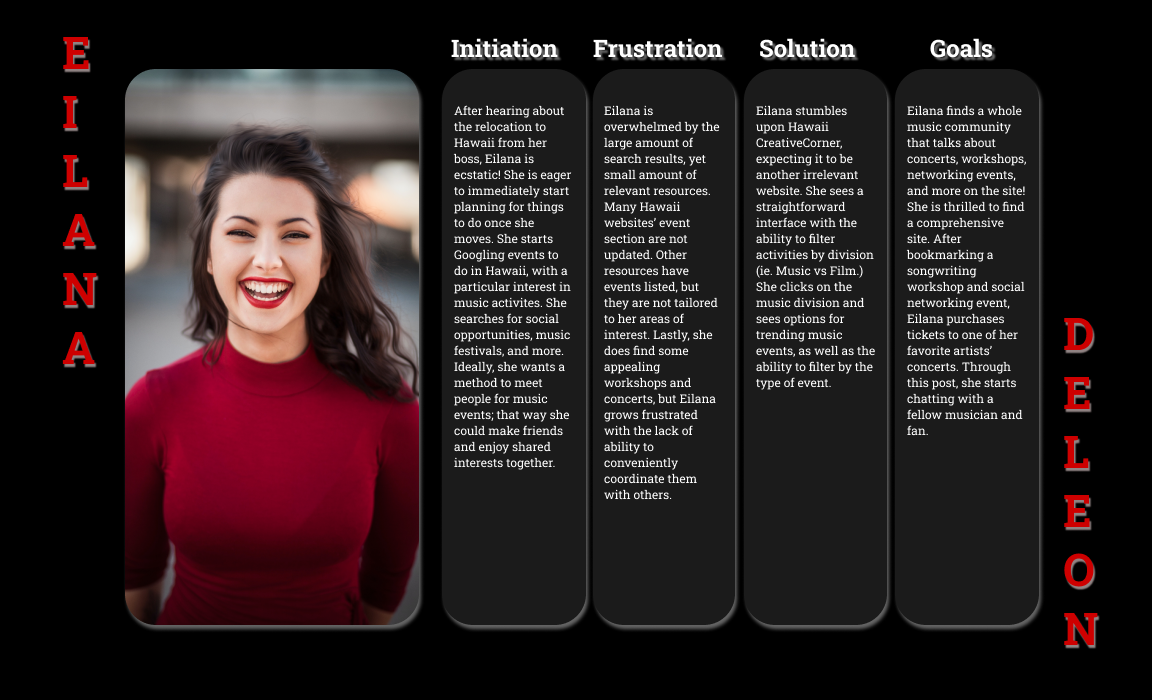 EILANA
Initiation
After hearing about
the relocation to
Hawaii from her
boss, Eilana is
ecstatic! She is eager
to immediately start
planning for things
to do once she
moves. She starts
Googling events to
do in Hawaii, with a
particular interest in
music activites. She
searches for social
opportunities, music
festivals, and more.
Ideally, she wants a
method to meet
people for music
events; that way she
could make friends
and enjoy shared
interests together.
Frustration
Eilana is
overwhelmed by the
large amount of
search results, yet
small amount of
relevant resources.
Many Hawaii
websites’ event
section are not
updated. Other
resources have
events listed, but
they are not tailored
to her areas of
interest. Lastly, she
does find some
appealing
workshops and
concerts, but Eilana
grows frustrated
with the lack of
ability to
conveniently
coordinate them
with others.
Solution
Eilana stumbles
upon Hawaii
CreativeCorner,
expecting it to be
another irrelevant
website. She sees a
straightforward
interface with the
ability to filter
activities by division
(ie. Music vs Film.)
She clicks on the
music division and
sees options for
trending music
events, as well as the
ability to filter by the
type of event.
Goals
Eilana finds a whole
music community
that talks about
concerts, workshops,
networking events,
and more on the site!
She is thrilled to find
a comprehensive
site. After
bookmarking a
songwriting
workshop and social
networking event,
Eilana purchases
tickets to one of her
favorite artists’
concerts. Through
this post, she starts
chatting with a
fellow musician and
fan.
DELEON